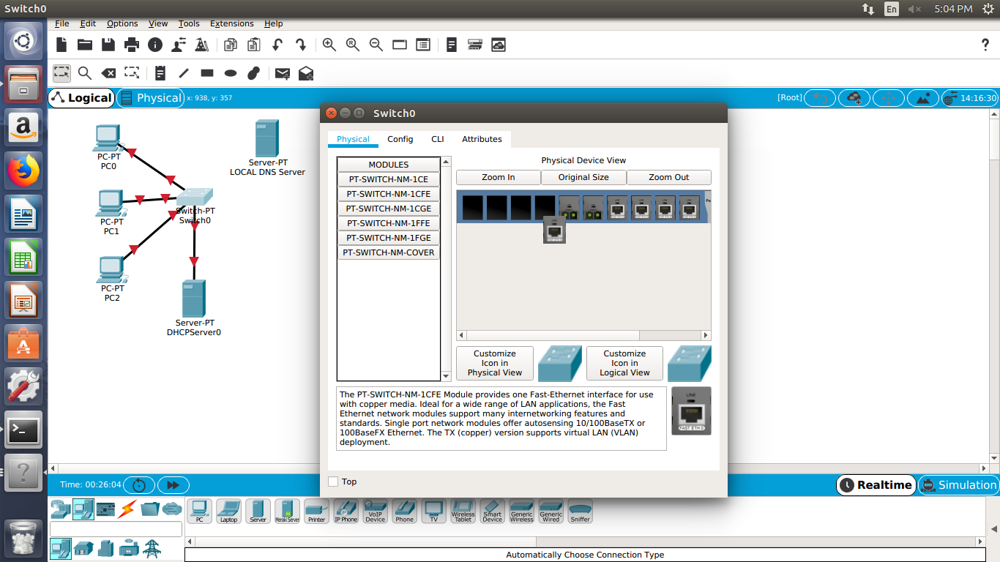 Switch0
En
5:04 PM
File Edit Options View Tools Extensions Help
?
Logical
Physical
x: 938, y: 357
[Root]
14:16:30
PC-PT
PC0
Server-PT
LOCAL DNS Server
PC-PT
PC1
Switch-PT
Switch0
PC-PT
PC2
Server-PT
DHCPServer0
Switch0
Physical Config CLI Attributes
MODULES
PT-SWITCH-NM-1CE
PT-SWITCH-NM-1CFE
PT-SWITCH-NM-1CGE
PT-SWITCH-NM-1FFE
PT-SWITCH-NM-1FGE
PT-SWITCH-NM-COVER
Physical Device View
Zoom In
Original Size
Zoom Out
Customize
Icon in
Physical View
Customize
Icon in
Logical View
The PT-SWITCH-NM-1CFE Module provides one Fast-Ethernet interface for use
with copper media. Ideal for a wide range of LAN applications, the Fast
Ethernet network modules support many internetworking features and
standards. Single port network modules offer autosensing 10/100BaseTX or
100BaseFX Ethernet. The TX (copper) version supports virtual LAN (VLAN)
deployment.
LINK
FAST ETH 0
Top
Time: 00:26:04
Realtime
Simulation
PC
Laptop
Server
Meraki Server
Printer
IP Phone
VoIP
Device
Phone
TV
Wireless
Tablet
Smart
Device
Generic
Wireless
Generic
Wired
Sniffer
Automatically Choose Connection Type